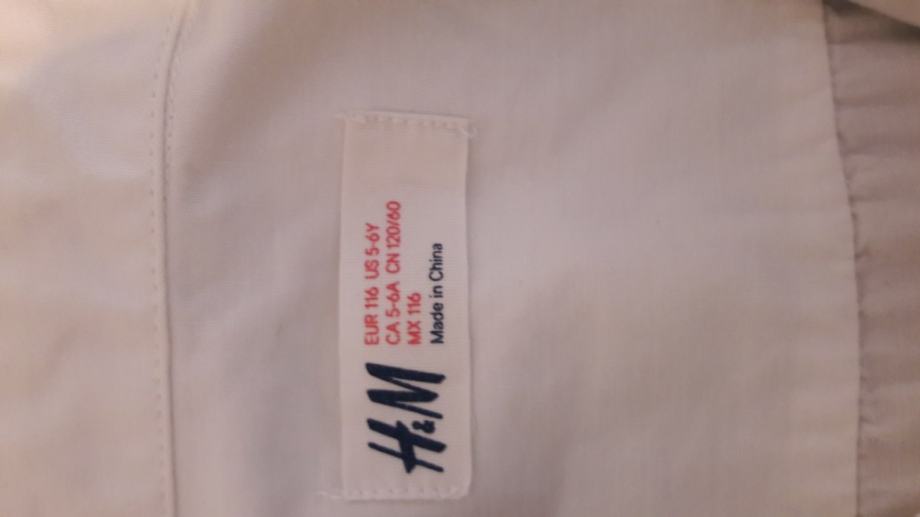 H&M
EUR 116 US 5-6Y
CA 5-6A CN 120/60
MX 116
Made in China